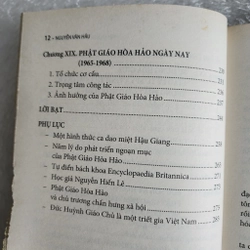 12 – NGUYỄN VĂN HẦU
Chương XIX. PHẬT GIÁO HÒA HẢO NGÀY NAY
(1965-1968)
1. Tổ chức cơ cấu
2. Trọng tâm công tác
3. Ảnh hưởng của Phật Giáo Hòa Hảo
LỜI BẠT
PHỤ LỤC
– Một hình thức ca dao miệt Hậu Giang
– Năm lý do phát triển ngoạn mục
của Phật Giáo Hòa Hảo
– Tự điển bách khoa Encyclopaedia Britannica
– Học giả Nguyễn Hiến Lê
– Phật Giáo Hòa Hảo
và chủ trương chấn hưng xã hội
– Đức Huỳnh Giáo Chủ là một triết gia Việt Nam